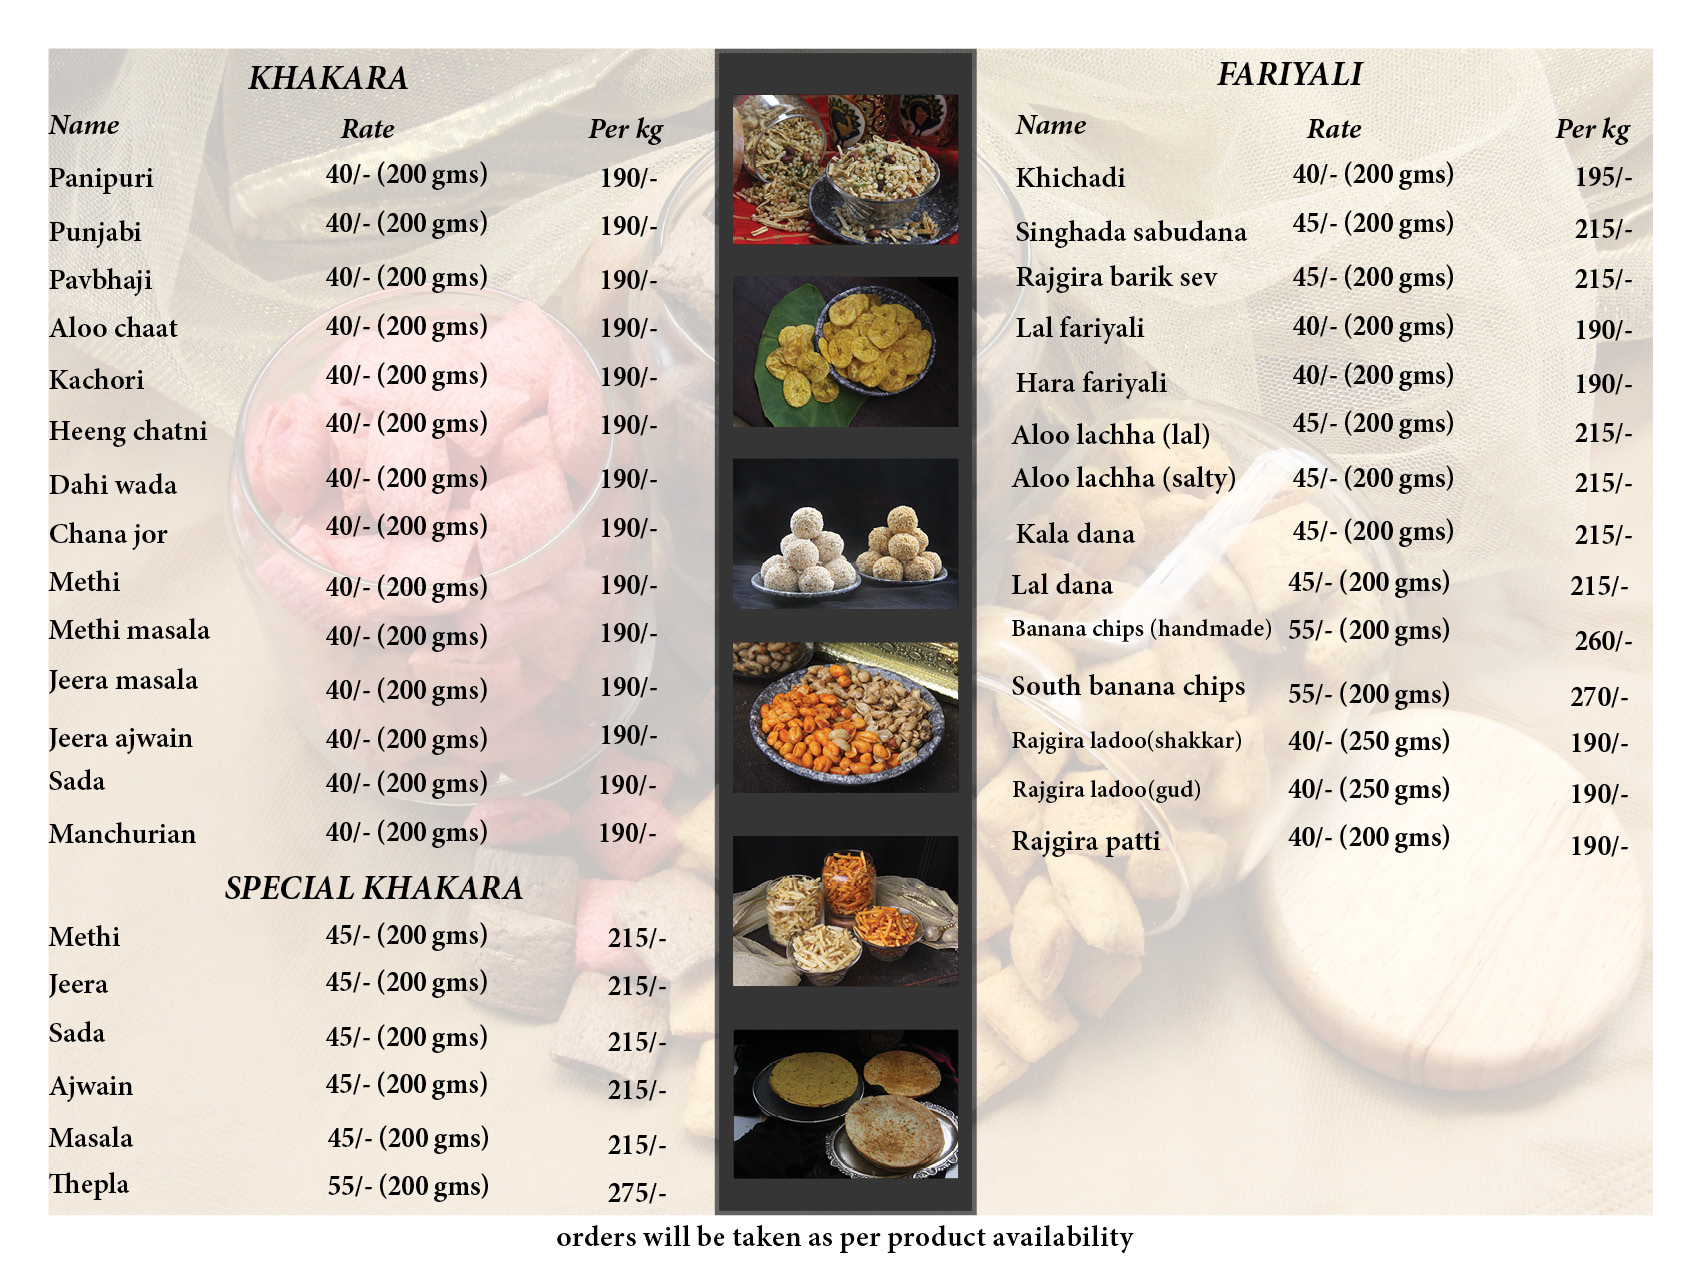 KHAKARA
Name Rate Per kg
Panipuri 40/- (200 gms) 190/-
Punjabi 40/- (200 gms) 190/-
Pavbhaji 40/- (200 gms) 190/-
Aloo chaat 40/- (200 gms) 190/-
Kachori 40/- (200 gms) 190/-
Heeng chatni 40/- (200 gms) 190/-
Dahi wada 40/- (200 gms) 190/-
Chana jor 40/- (200 gms) 190/-
Methi 40/- (200 gms) 190/-
Methi masala 40/- (200 gms) 190/-
Jeera masala 40/- (200 gms) 190/-
Jeera ajwain 40/- (200 gms) 190/-
Sada 40/- (200 gms) 190/-
Manchurian 40/- (200 gms) 190/-
SPECIAL KHAKARA
Methi 45/- (200 gms) 215/-
Jeera 45/- (200 gms) 215/-
Sada 45/- (200 gms) 215/-
Ajwain 45/- (200 gms) 215/-
Masala 45/- (200 gms) 215/-
Thepla 55/- (200 gms) 275/-
FARIYALI
Name Rate Per kg
Khichadi 40/- (200 gms) 195/-
Singhada sabudana 45/- (200 gms) 215/-
Rajgira barik sev 45/- (200 gms) 215/-
Lal fariyali 40/- (200 gms) 190/-
Hara fariyali 40/- (200 gms) 190/-
Aloo lachha (lal) 45/- (200 gms) 215/-
Aloo lachha (salty) 45/- (200 gms) 215/-
Kala dana 45/- (200 gms) 215/-
Lal dana 45/- (200 gms) 215/-
Banana chips (handmade) 55/- (200 gms) 260/-
South banana chips 55/- (200 gms) 270/-
Rajgira ladoo(shakkar) 40/- (250 gms) 190/-
Rajgira ladoo(gud) 40/- (250 gms) 190/-
Rajgira patti 40/- (200 gms) 190/-
orders will be taken as per product availability